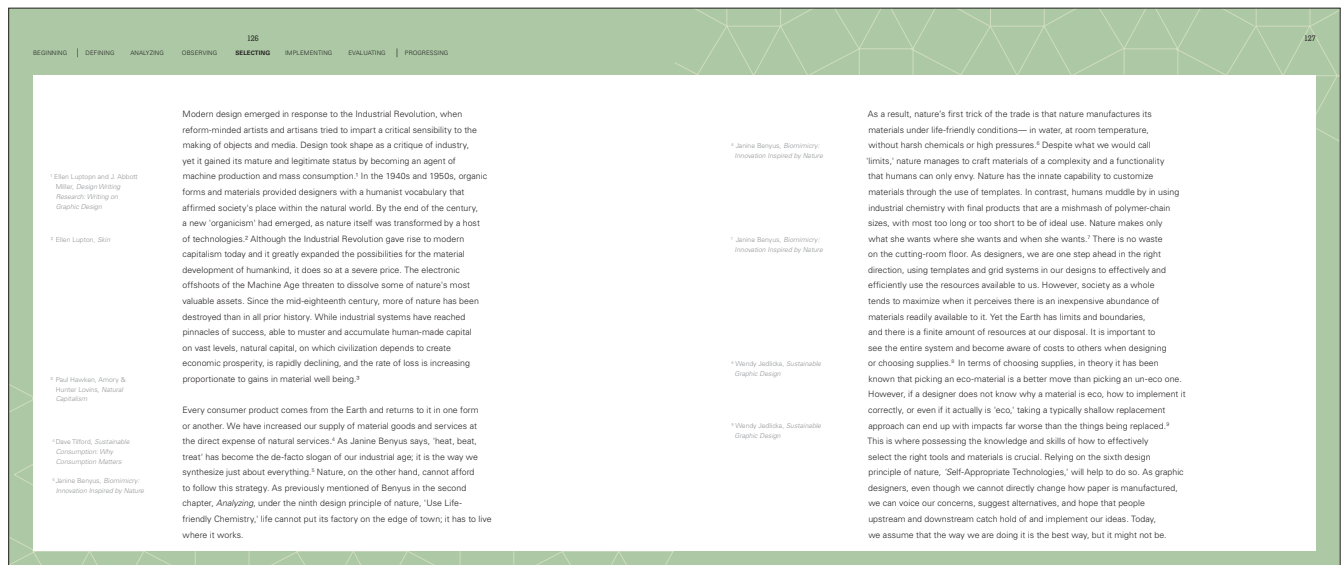 126
BEGINNING | DEFINING ANALYZING OBSERVING SELECTING IMPLEMENTING EVALUATING | PROGRESSING
Modern design emerged in response to the Industrial Revolution, when
reform-minded artists and artisans tried to impart a critical sensibility to the
making of objects and media. Design took shape as a critique of industry,
yet it gained its mature and legitimate status by becoming an agent of
machine production and mass consumption.¹ In the 1940s and 1950s, organic
forms and materials provided designers with a humanist vocabulary that
affirmed society's place within the natural world. By the end of the century,
a new 'organicism' had emerged, as nature itself was transformed by a host
of technologies.² Although the Industrial Revolution gave rise to modern
capitalism today and it greatly expanded the possibilities for the material
development of humankind, it does so at a severe price. The electronic
offshoots of the Machine Age threaten to dissolve some of nature's most
valuable assets. Since the mid-eighteenth century, more of nature has been
destroyed than in all prior history. While industrial systems have reached
pinnacles of success, able to muster and accumulate human-made capital
on vast levels, natural capital, on which civilization depends to create
economic prosperity, is rapidly declining, and the rate of loss is increasing
proportionate to gains in material well being.³
Every consumer product comes from the Earth and returns to it in one form
or another. We have increased our supply of material goods and services at
the direct expense of natural services.⁴ As Janine Benyus says, 'heat, beat,
treat' has become the de-facto slogan of our industrial age; it is the way we
synthesize just about everything.⁵ Nature, on the other hand, cannot afford
to follow this strategy. As previously mentioned of Benyus in the second
chapter, Analyzing, under the ninth design principle of nature, 'Use Life-
friendly Chemistry,' life cannot put its factory on the edge of town; it has to live
where it works.
¹ Ellen Luptopn and J. Abbott
Miller, Design Writing
Research: Writing on
Graphic Design
² Ellen Lupton, Skin
³ Paul Hawken, Amory &
Hunter Lovins, Natural
Capitalism
⁴ Dave Tilford, Sustainable
Consumption: Why
Consumption Matters
⁵ Janine Benyus, Biomimicry:
Innovation Inspired by Nature
127
As a result, nature's first trick of the trade is that nature manufactures its
materials under life-friendly conditions— in water, at room temperature,
without harsh chemicals or high pressures.⁶ Despite what we would call
'limits,' nature manages to craft materials of a complexity and a functionality
that humans can only envy. Nature has the innate capability to customize
materials through the use of templates. In contrast, humans muddle by in using
industrial chemistry with final products that are a mishmash of polymer-chain
sizes, with most too long or too short to be of ideal use. Nature makes only
what she wants where she wants and when she wants.⁷ There is no waste
on the cutting-room floor. As designers, we are one step ahead in the right
direction, using templates and grid systems in our designs to effectively and
efficiently use the resources available to us. However, society as a whole
tends to maximize when it perceives there is an inexpensive abundance of
materials readily available to it. Yet the Earth has limits and boundaries,
and there is a finite amount of resources at our disposal. It is important to
see the entire system and become aware of costs to others when designing
or choosing supplies.⁸ In terms of choosing supplies, in theory it has been
known that picking an eco-material is a better move than picking an un-eco one.
However, if a designer does not know why a material is eco, how to implement it
correctly, or even if it actually is 'eco,' taking a typically shallow replacement
approach can end up with impacts far worse than the things being replaced.⁹
This is where possessing the knowledge and skills of how to effectively
select the right tools and materials is crucial. Relying on the sixth design
principle of nature, 'Self-Appropriate Technologies,' will help to do so. As graphic
designers, even though we cannot directly change how paper is manufactured,
we can voice our concerns, suggest alternatives, and hope that people
upstream and downstream catch hold of and implement our ideas. Today,
we assume that the way we are doing it is the best way, but it might not be.
⁶ Janine Benyus, Biomimicry:
Innovation Inspired by Nature
⁷ Janine Benyus, Biomimicry:
Innovation Inspired by Nature
⁸ Wendy Jedlicka, Sustainable
Graphic Design
⁹ Wendy Jedlicka, Sustainable
Graphic Design